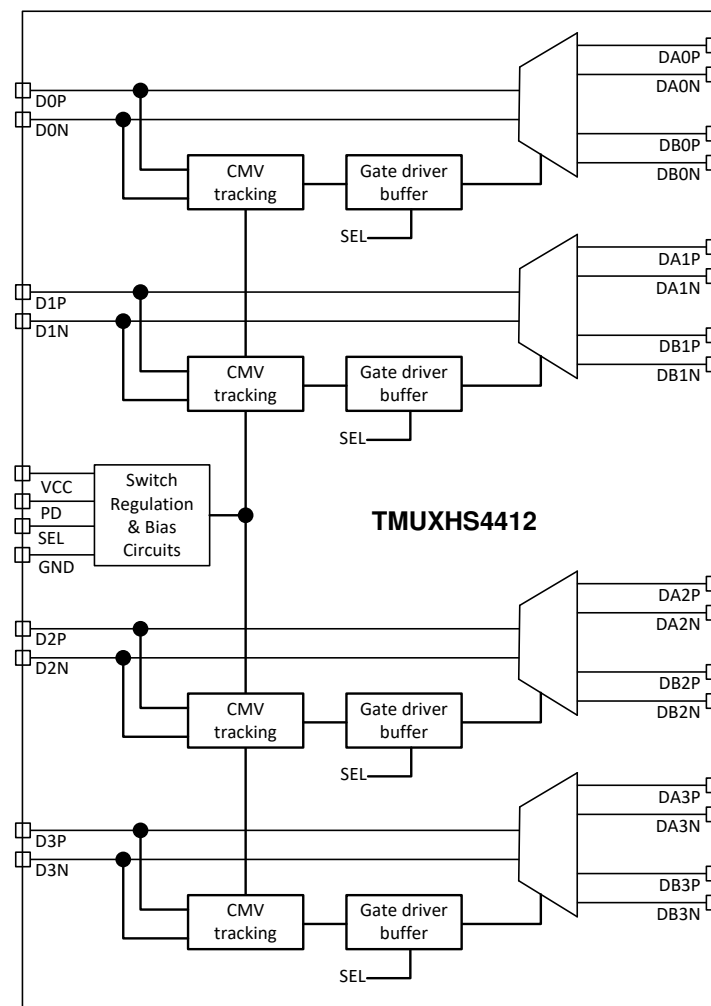 DA0P
DA0N
D0P
D0N
DB0P
DB0N
CMV
tracking
Gate driver
buffer
SEL
DA1P
DA1N
D1P
D1N
DB1P
DB1N
CMV
tracking
Gate driver
buffer
SEL
VCC
PD
SEL
GND
Switch
Regulation
& Bias
Circuits
TMUXHS4412
DA2P
DA2N
D2P
D2N
DB2P
DB2N
CMV
tracking
Gate driver
buffer
SEL
DA3P
DA3N
D3P
D3N
DB3P
DB3N
CMV
tracking
Gate driver
buffer
SEL